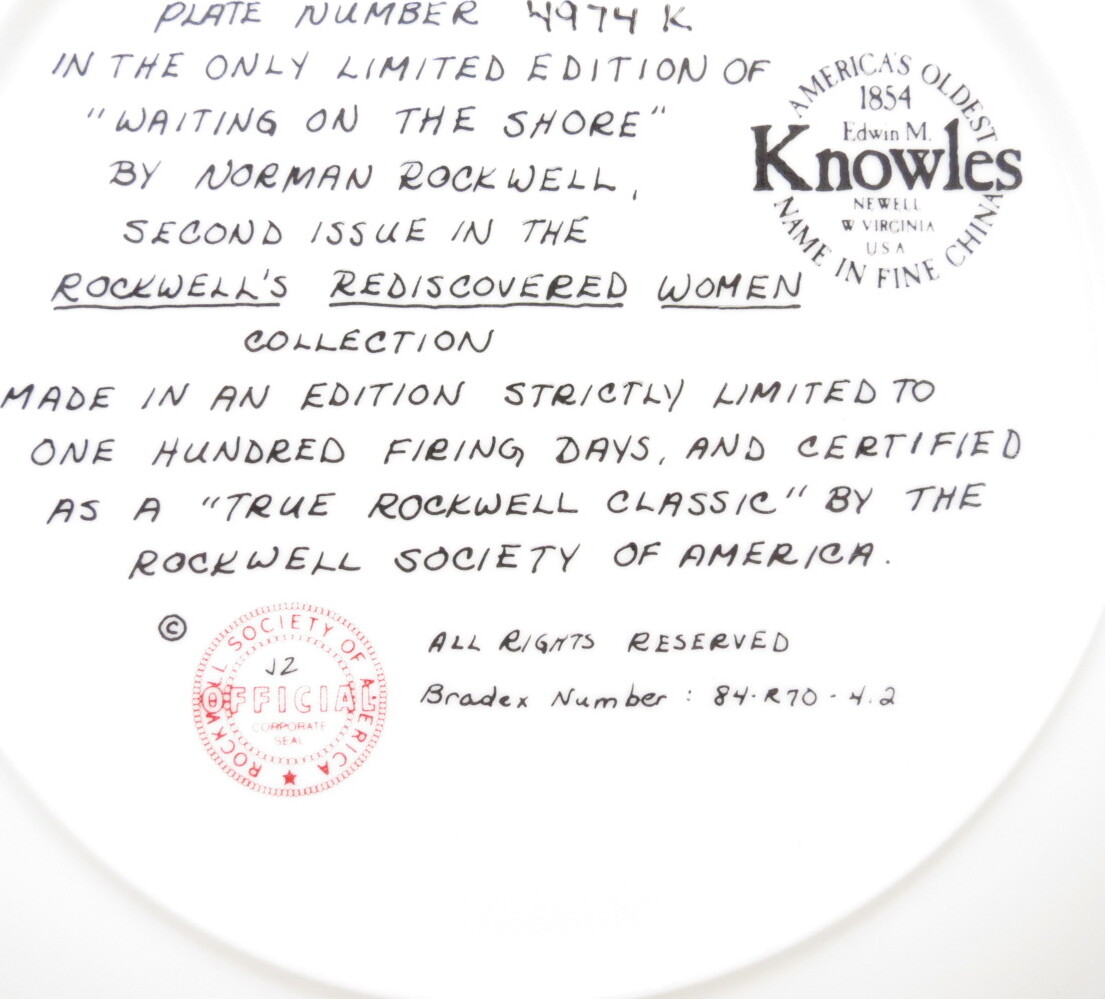 PLATE NUMBER 4974 K
IN THE ONLY LIMITED EDITION OF
"WAITING ON THE SHORE"
BY NORMAN ROCKWELL,
SECOND ISSUE IN THE
ROCKWELL'S REDISCOVERED WOMEN
COLLECTION
MADE IN AN EDITION STRICTLY LIMITED TO
ONE HUNDRED FIRING DAYS, AND CERTIFIED
AS A "TRUE ROCKWELL CLASSIC" BY THE
ROCKWELL SOCIETY OF AMERICA.
AMERICA'S OLDEST
1854
Edwin M.
Knowles
NEWELL
W VIRGINIA
USA
NAME IN FINE CHINA
©
ROCKWELL SOCIETY OF AMERICA
JZ
OFFICIAL
CORPORATE
SEAL
ALL RIGHTS RESERVED
Bradex Number : 84-R70-4.2